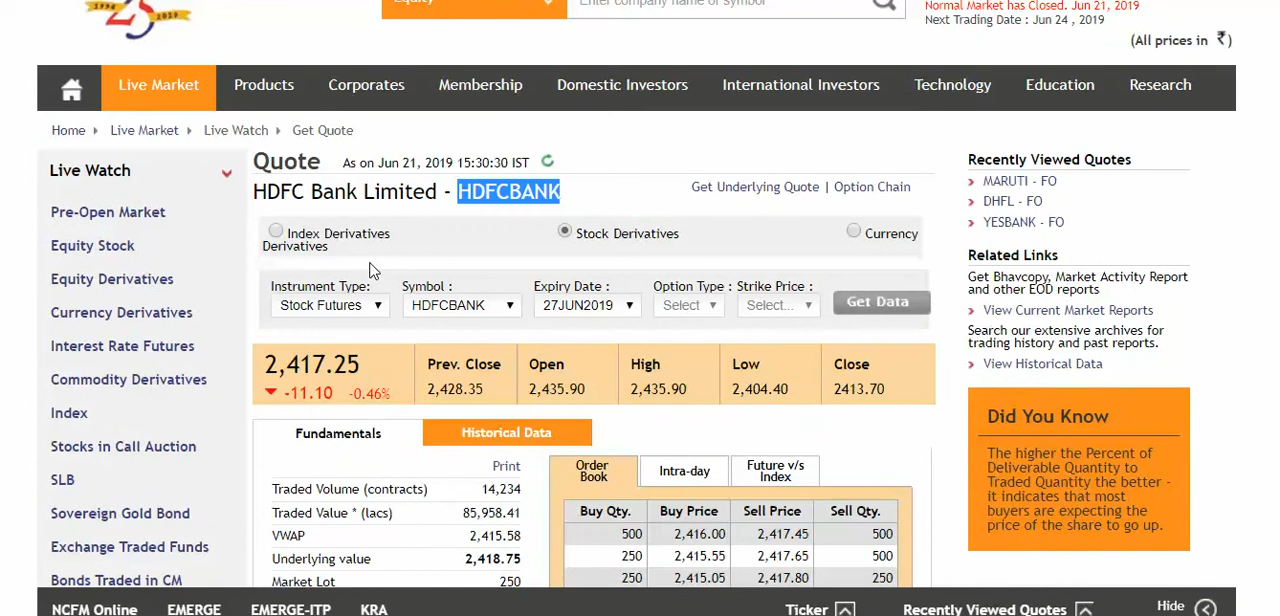 1994 25 2019
Equity
Enter company name or symbol
Normal Market has Closed. Jun 21, 2019
Next Trading Date : Jun 24 , 2019
(All prices in ₹)
Live Market Products Corporates Membership Domestic Investors International Investors Technology Education Research
Home Live Market Live Watch Get Quote
Live Watch
Pre-Open Market
Equity Stock
Equity Derivatives
Currency Derivatives
Interest Rate Futures
Commodity Derivatives
Index
Stocks in Call Auction
SLB
Sovereign Gold Bond
Exchange Traded Funds
Bonds Traded in CM
Quote As on Jun 21, 2019 15:30:30 IST
HDFC Bank Limited - HDFCBANK
Get Underlying Quote | Option Chain
Index Derivatives Stock Derivatives Currency
Derivatives
Instrument Type: Symbol : Expiry Date : Option Type : Strike Price :
Stock Futures HDFCBANK 27JUN2019 Select Select... Get Data
2,417.25 Prev. Close Open High Low Close
-11.10 -0.46% 2,428.35 2,435.90 2,435.90 2,404.40 2413.70
Fundamentals Historical Data
Print
Traded Volume (contracts) 14,234
Traded Value * (lacs) 85,958.41
VWAP 2,415.58
Underlying value 2,418.75
Market Lot 250
Order Book Intra-day Future v/s Index
Buy Qty. Buy Price Sell Price Sell Qty.
500 2,416.00 2,417.45 500
250 2,415.55 2,417.65 500
250 2,415.05 2,417.80 250
Recently Viewed Quotes
MARUTI - FO
DHFL - FO
YESBANK - FO
Related Links
Get Bhavcopy, Market Activity Report
and other EOD reports
View Current Market Reports
Search our extensive archives for
trading history and past reports.
View Historical Data
Did You Know
The higher the Percent of
Deliverable Quantity to
Traded Quantity the better -
it indicates that most
buyers are expecting the
price of the share to go up.
NCFM Online EMERGE EMERGE-ITP KRA Ticker Recently Viewed Quotes Hide